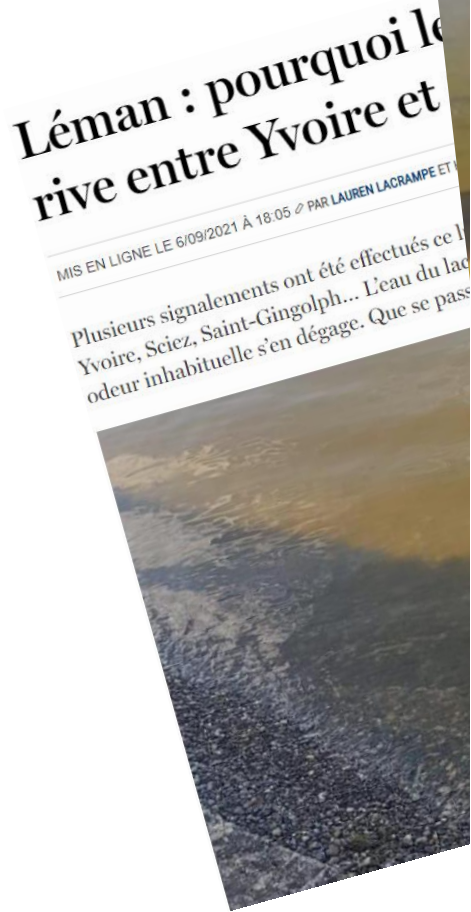 Léman : pourquoi le
rive entre Yvoire et
MIS EN LIGNE LE 6/09/2021 À 18:05 PAR LAUREN LACRAMPE ET
Plusieurs signalements ont été effectués ce
Yvoire, Sciez, Saint-Gingolph... L'eau du
odeur inhabituelle s'en dégage. Que se